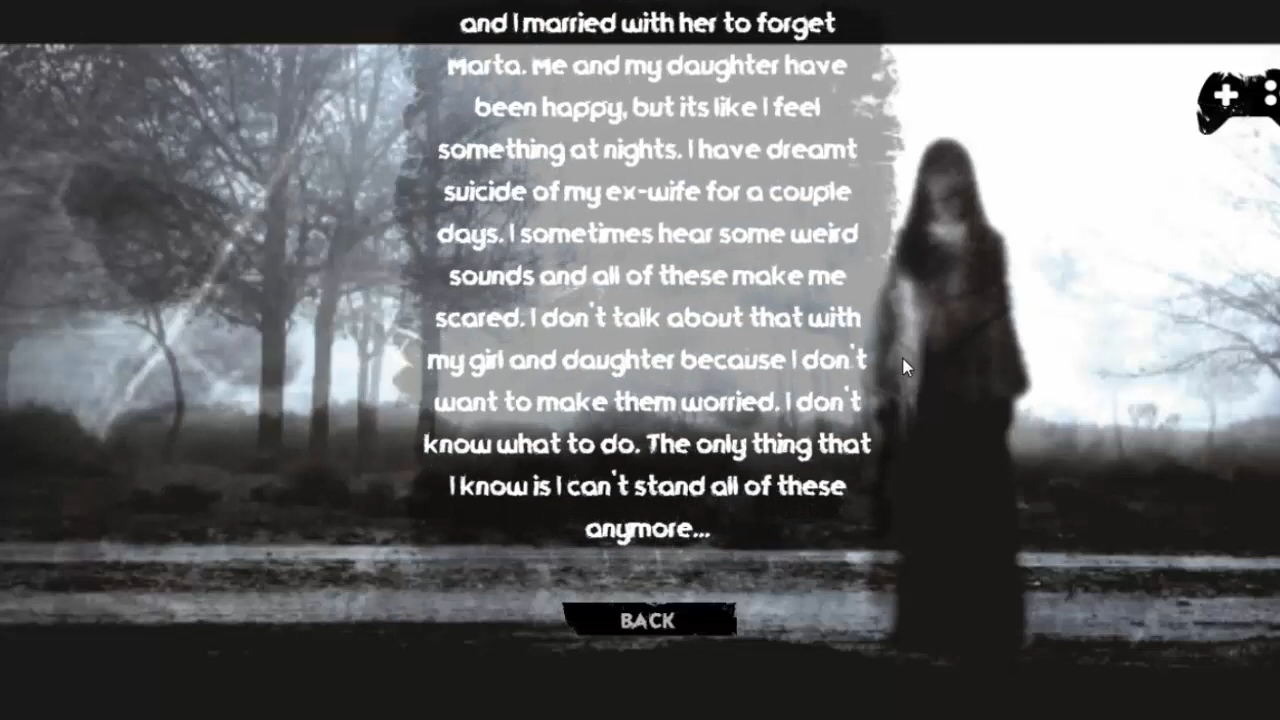 and I married with her to forget
Marta. Me and my daughter have
been happy, but its like I feel
something at nights. I have dreamt
suicide of my ex-wife for a couple
days. I sometimes hear some weird
sounds and all of these make me
scared. I don't talk about that with
my girl and daughter because I don't
want to make them worried. I don't
know what to do. The only thing that
I know is I can't stand all of these
anymore...
BACK